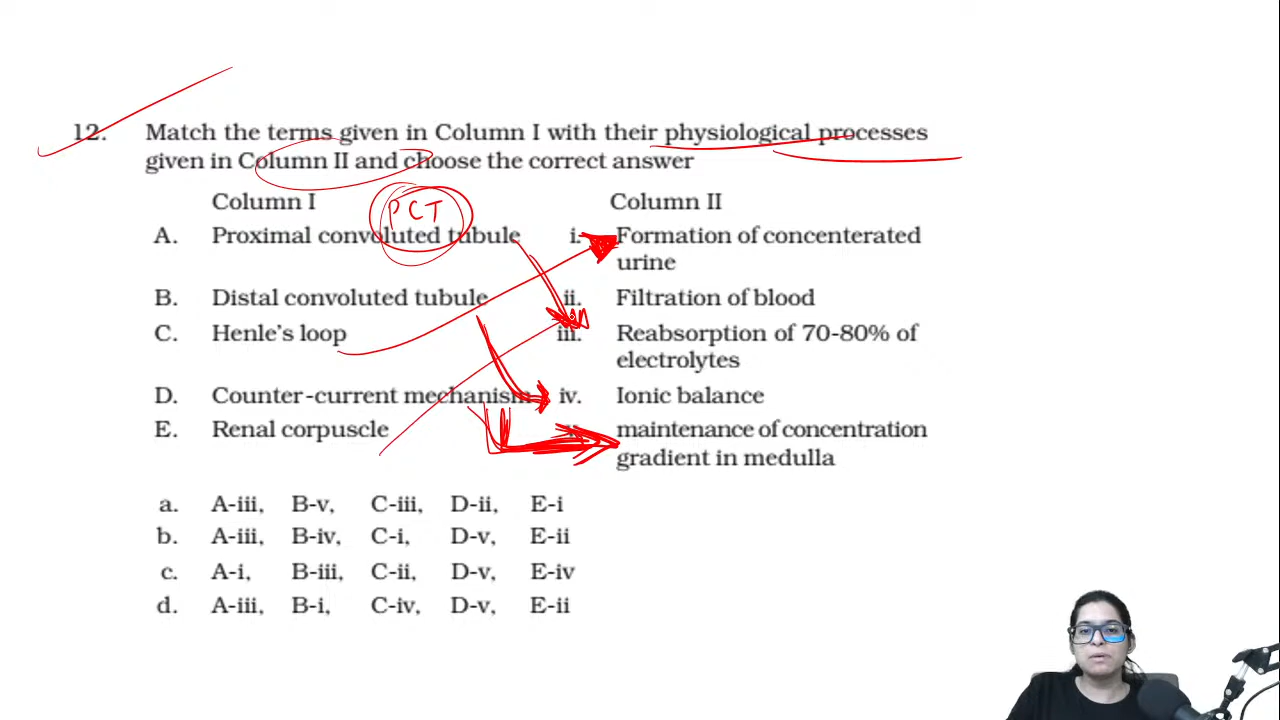 12. Match the terms given in Column I with their physiological processes
given in Column II and choose the correct answer
Column I Column II
PCT
A. Proximal convoluted tubule i. Formation of concenterated
urine
B. Distal convoluted tubule ii. Filtration of blood
C. Henle's loop iii. Reabsorption of 70-80% of
electrolytes
D. Counter-current mechanism iv. Ionic balance
E. Renal corpuscle maintenance of concentration
gradient in medulla
a. A-iii, B-v, C-iii, D-ii, E-i
b. A-iii, B-iv, C-i, D-v, E-ii
c. A-i, B-iii, C-ii, D-v, E-iv
d. A-iii, B-i, C-iv, D-v, E-ii